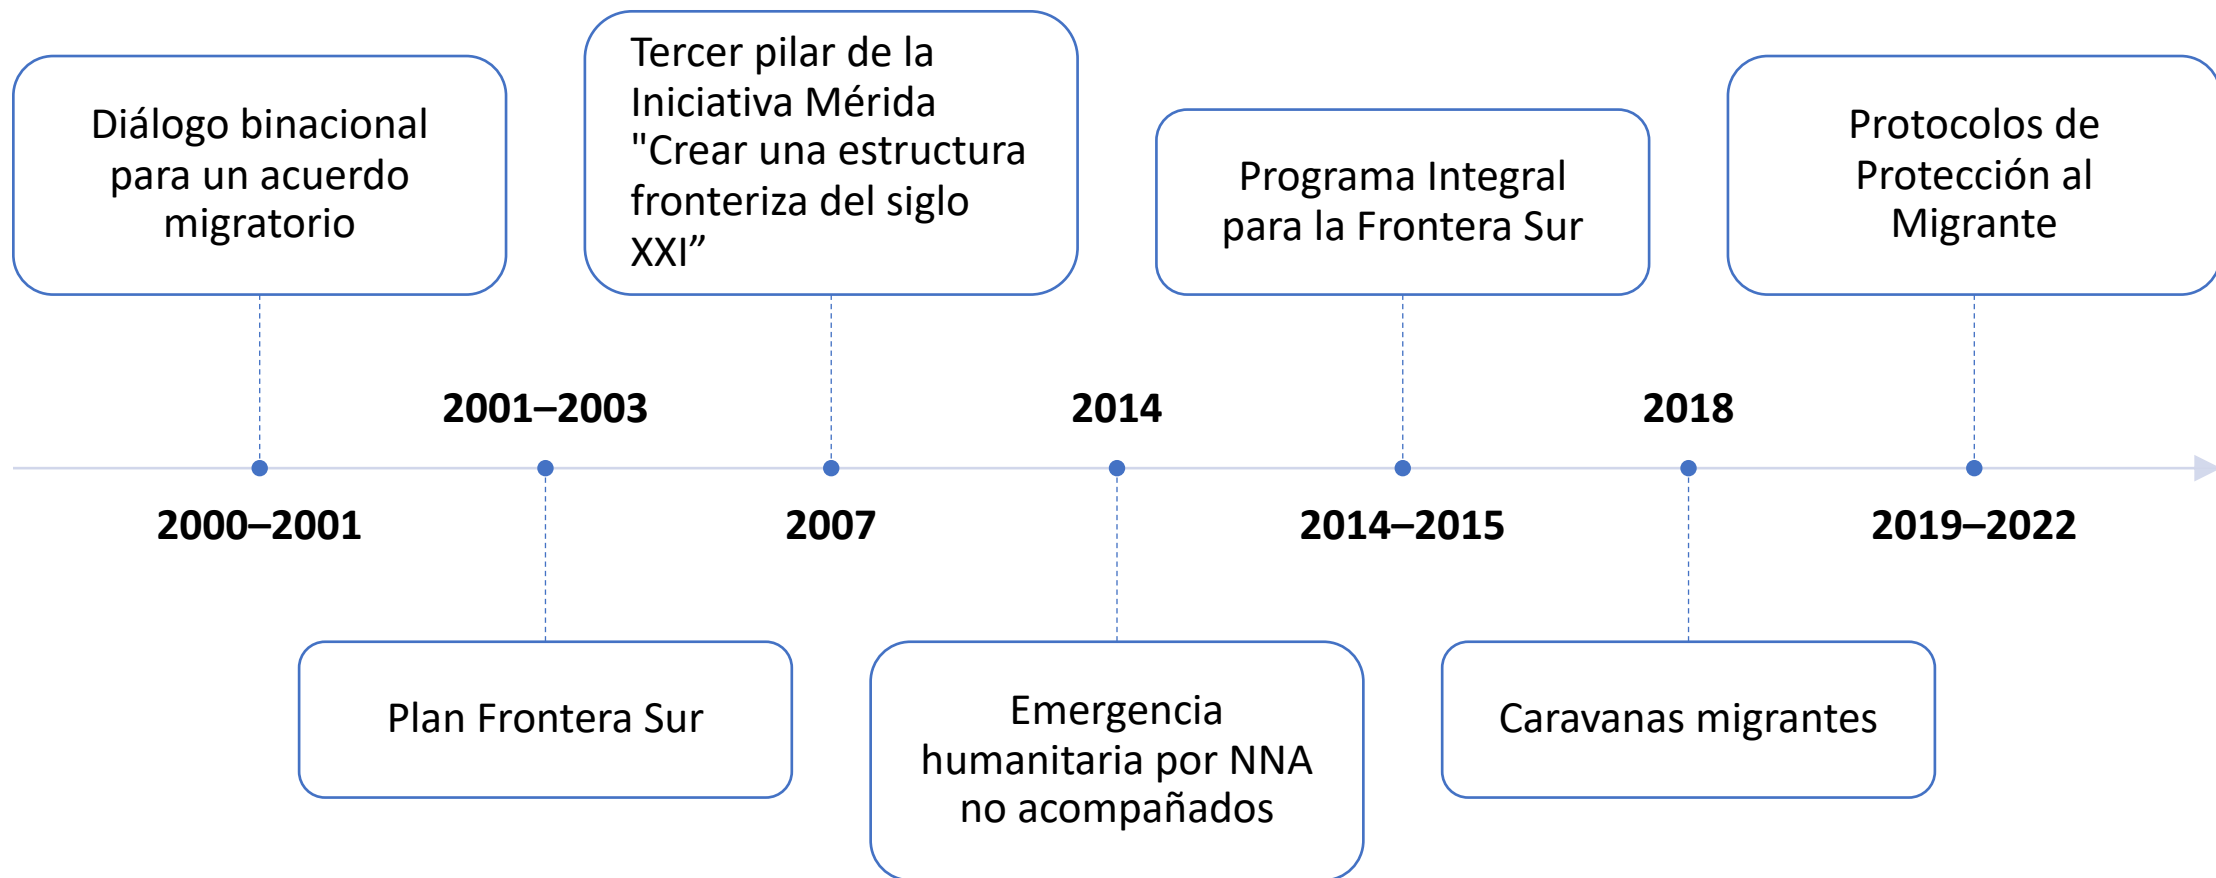 Diálogo binacional
para un acuerdo
migratorio
2000–2001
2001–2003
Plan Frontera Sur
Tercer pilar de la
Iniciativa Mérida
"Crear una estructura
fronteriza del siglo
XXI”
2007
2014
Emergencia
humanitaria por NNA
no acompañados
Programa Integral
para la Frontera Sur
2014–2015
2018
Caravanas migrantes
Protocolos de
Protección al
Migrante
2019–2022